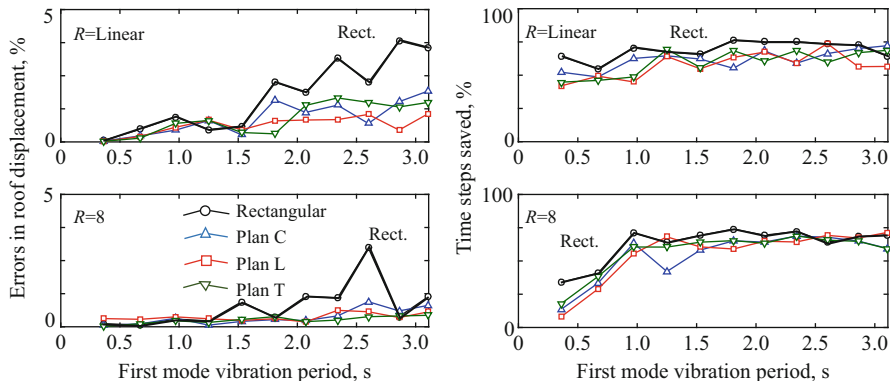 Errors in roof displacement, %
5
R=Linear
Rect.
0
0
0.5
1.0
1.5
2.0
2.5
3.0
5
R=8
Rectangular
Plan C
Plan L
Plan T
Rect.
0
0
0.5
1.0
1.5
2.0
2.5
3.0
First mode vibration period, s
Time steps saved, %
100
R=Linear
Rect.
0
0
0.5
1.0
1.5
2.0
2.5
3.0
100
R=8
Rect.
0
0
0.5
1.0
1.5
2.0
2.5
3.0
First mode vibration period, s